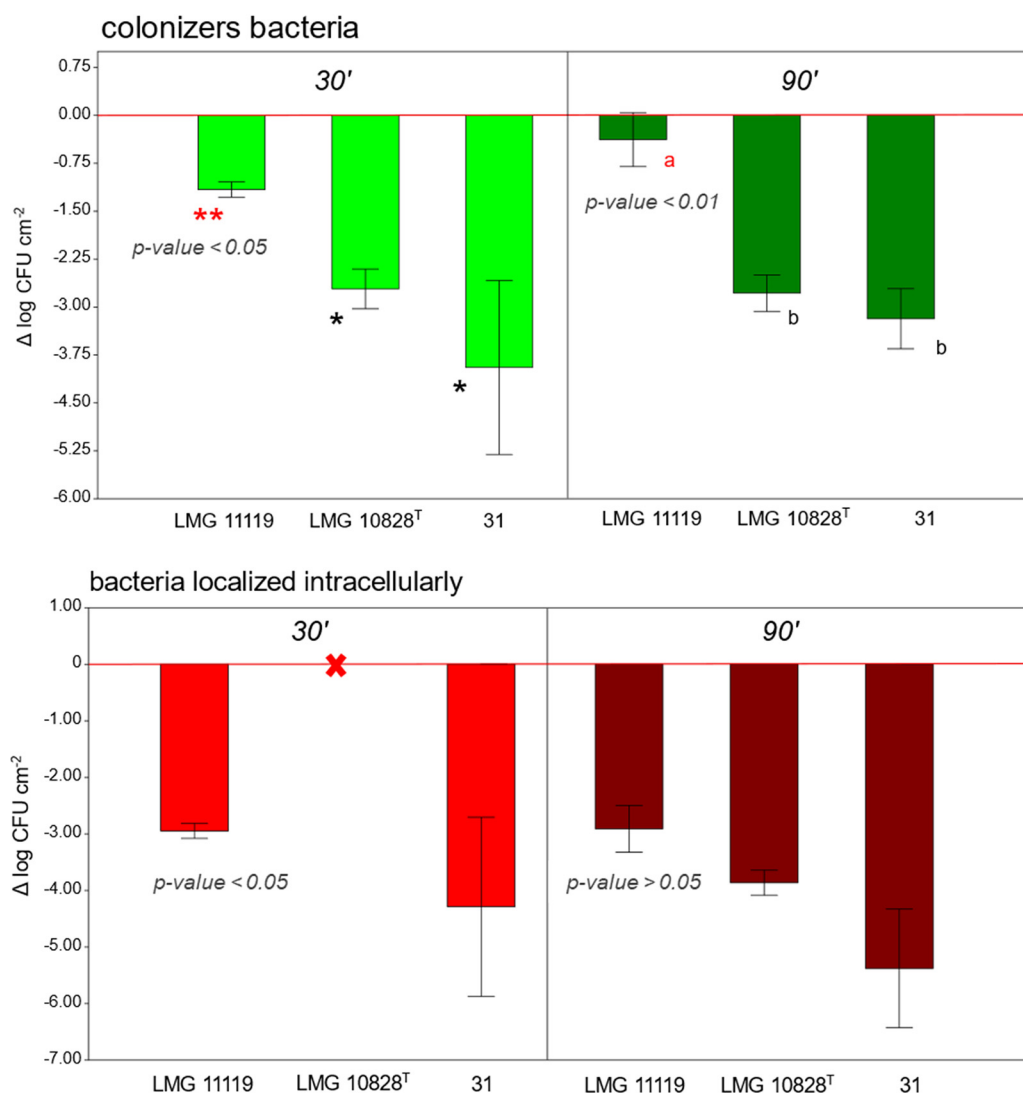 colonizers bacteria
30′ 90′
0.75
0.00
-0.75
-1.50
-2.25
-3.00
-3.75
-4.50
-5.25
-6.00
Δ log CFU cm⁻²
**
p-value < 0.05
*
*
a
p-value < 0.01
b
b
LMG 11119 LMG 10828ᵀ 31 LMG 11119 LMG 10828ᵀ 31
bacteria localized intracellularly
30′ 90′
1.00
0
-1.00
-2.00
-3.00
-4.00
-5.00
-6.00
-7.00
Δ log CFU cm⁻²
p-value < 0.05 p-value > 0.05
LMG 11119 LMG 10828ᵀ 31 LMG 11119 LMG 10828ᵀ 31